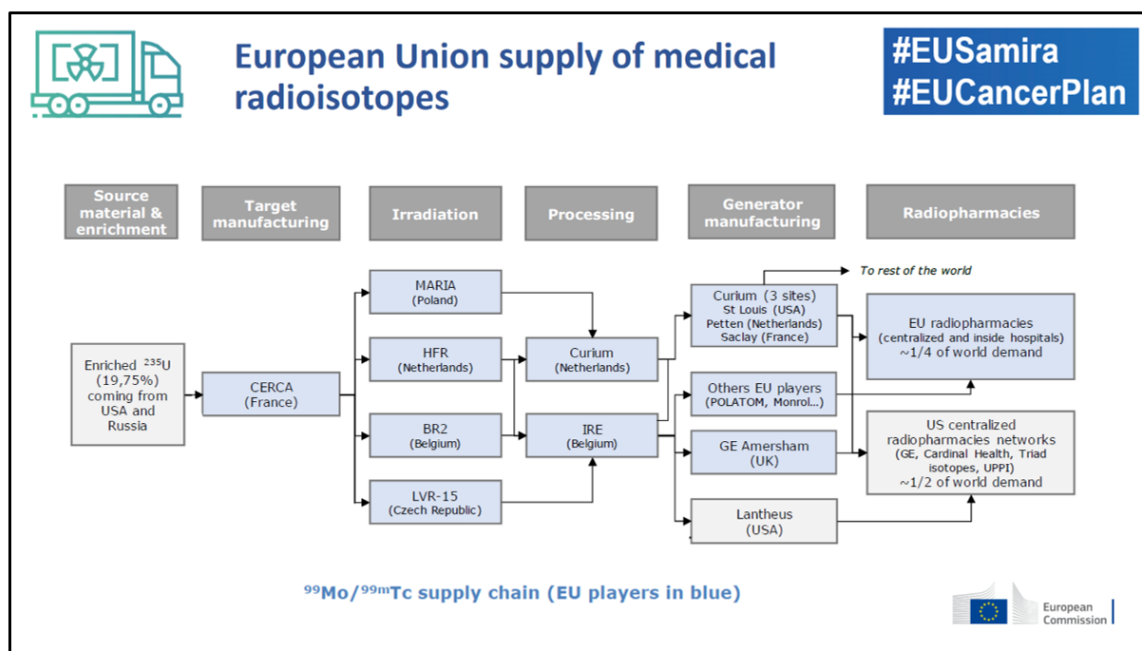 European Union supply of medical
radioisotopes
#EUSamira
#EUCancerPlan
Source
material &
enrichment
Target
manufacturing
Irradiation
Processing
Generator
manufacturing
Radiopharmacies
To rest of the world
Enriched ²³⁵U
(19,75%)
coming from
USA and
Russia
CERCA
(France)
MARIA
(Poland)
HFR
(Netherlands)
BR2
(Belgium)
LVR-15
(Czech Republic)
Curium
(Netherlands)
IRE
(Belgium)
Curium (3 sites)
St Louis (USA)
Petten (Netherlands)
Saclay (France)
Others EU players
(POLATOM, Monrol...)
GE Amersham
(UK)
Lantheus
(USA)
EU radiopharmacies
(centralized and inside hospitals)
~1/4 of world demand
US centralized
radiopharmacies networks
(GE, Cardinal Health, Triad
isotopes, UPPI)
~1/2 of world demand
⁹⁹Mo/⁹⁹ᵐTc supply chain (EU players in blue)
European
Commission